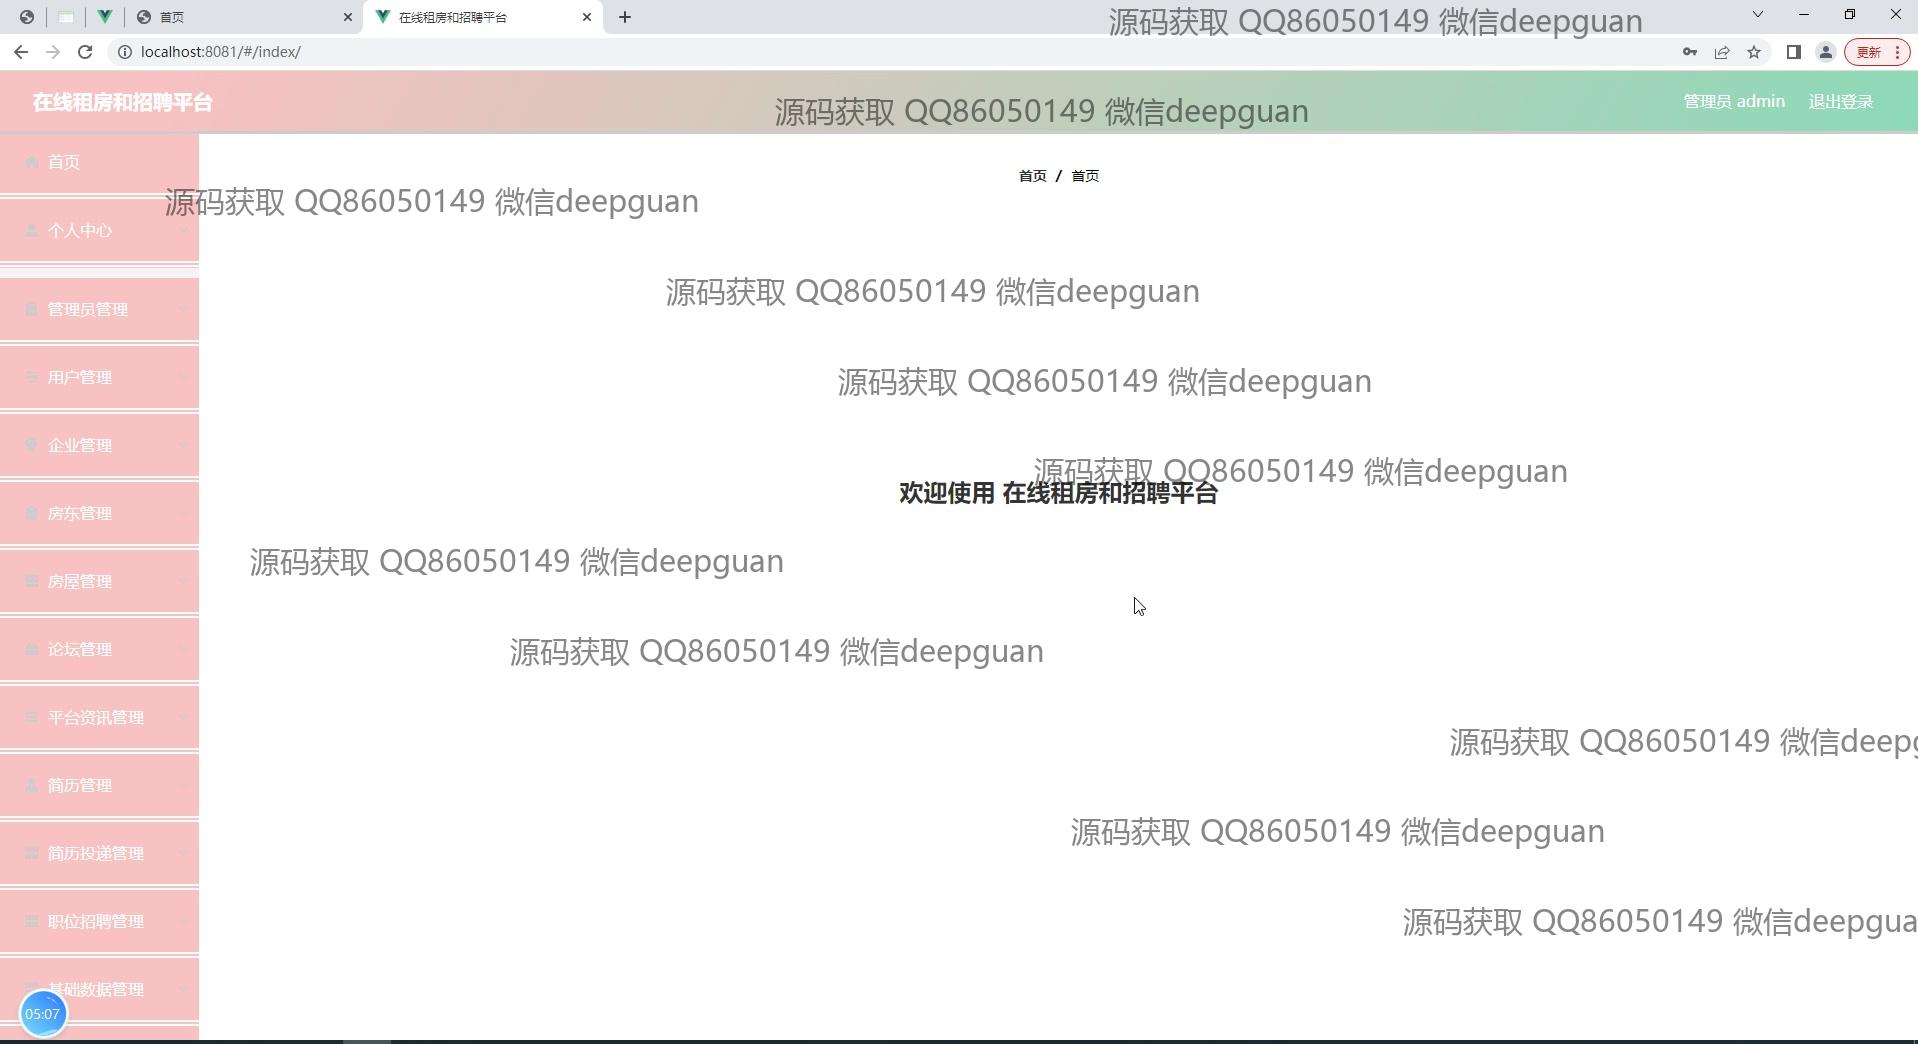 首页
在线租房和招聘平台
源码获取 QQ86050149 微信deepguan
localhost:8081/#/index/
更新
在线租房和招聘平台
源码获取 QQ86050149 微信deepguan
管理员 admin
退出登录
首页
首页 / 首页
源码获取 QQ86050149 微信deepguan
个人中心
源码获取 QQ86050149 微信deepguan
管理员管理
用户管理
源码获取 QQ86050149 微信deepguan
企业管理
源码获取 QQ86050149 微信deepguan
欢迎使用 在线租房和招聘平台
房东管理
源码获取 QQ86050149 微信deepguan
房屋管理
论坛管理
源码获取 QQ86050149 微信deepguan
平台资讯管理
源码获取 QQ86050149 微信deep
简历管理
源码获取 QQ86050149 微信deepguan
简历投递管理
职位招聘管理
源码获取 QQ86050149 微信deepgua
基础数据管理
05:07